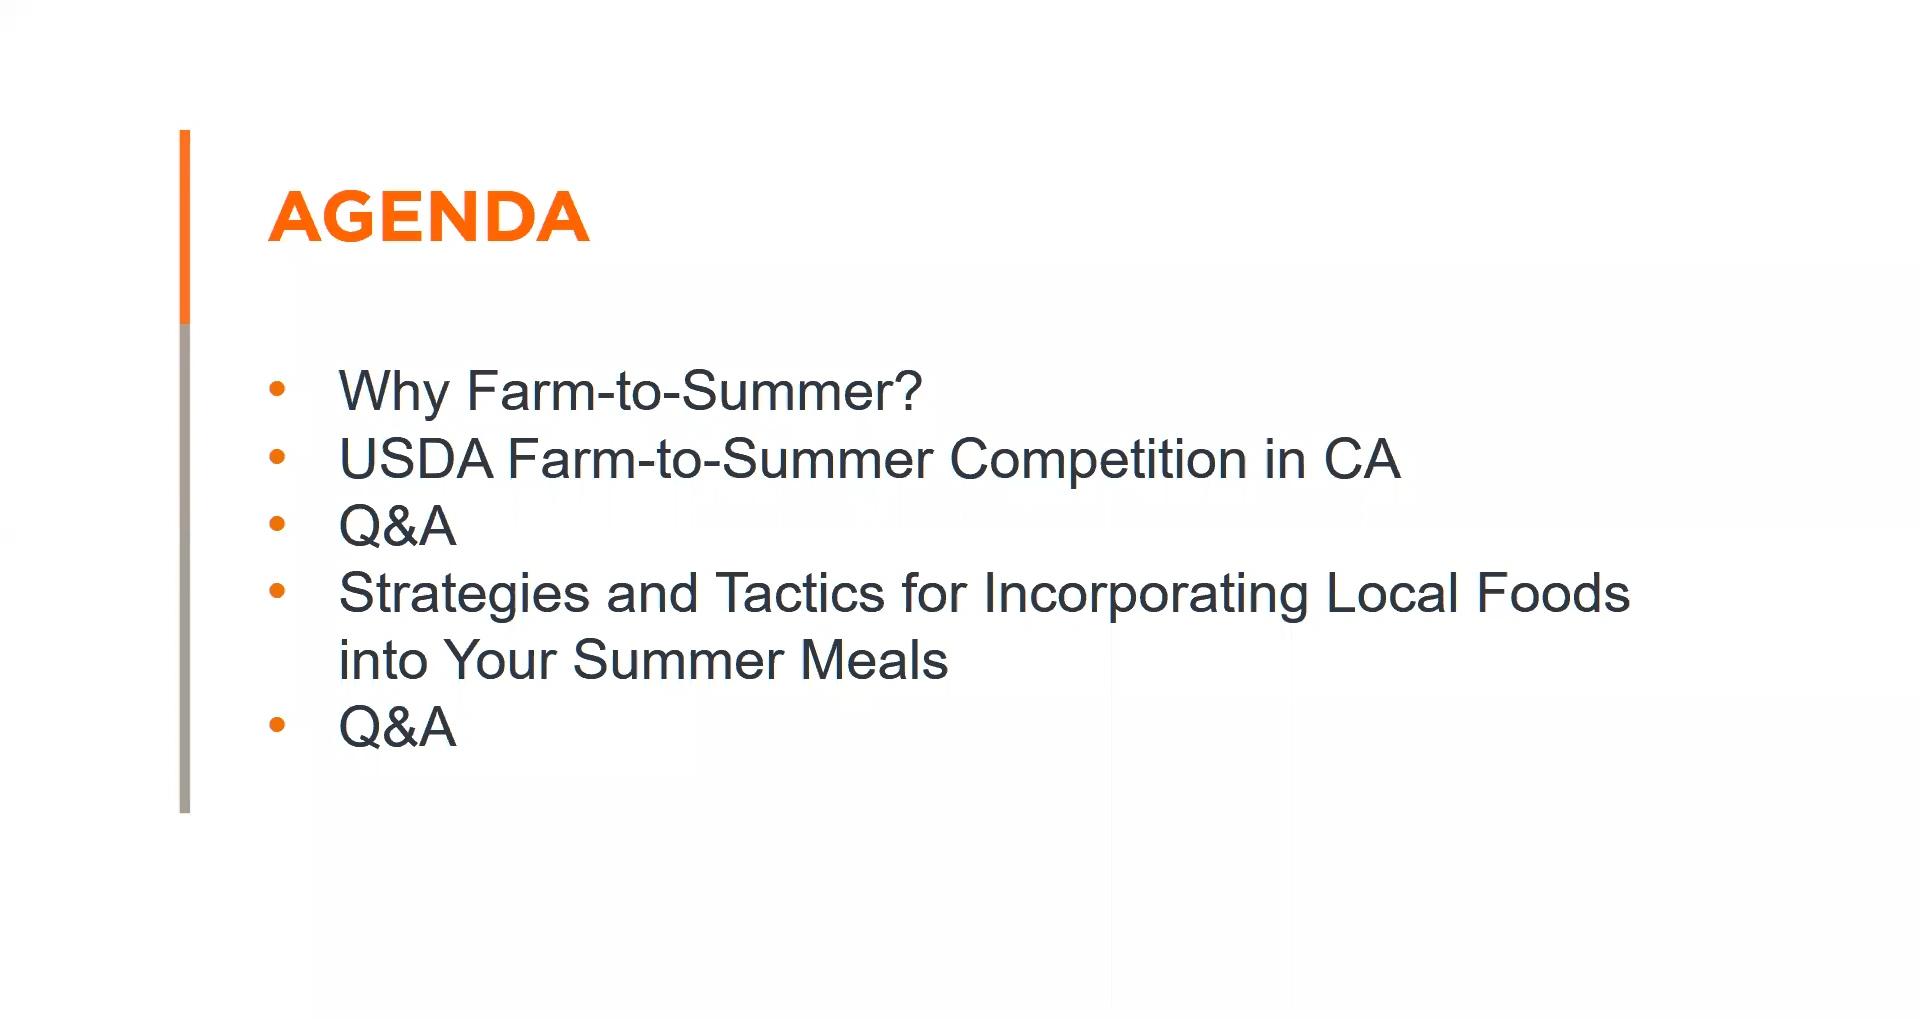 AGENDA
• Why Farm-to-Summer?
• USDA Farm-to-Summer Competition in CA
• Q&A
• Strategies and Tactics for Incorporating Local Foods
into Your Summer Meals
• Q&A